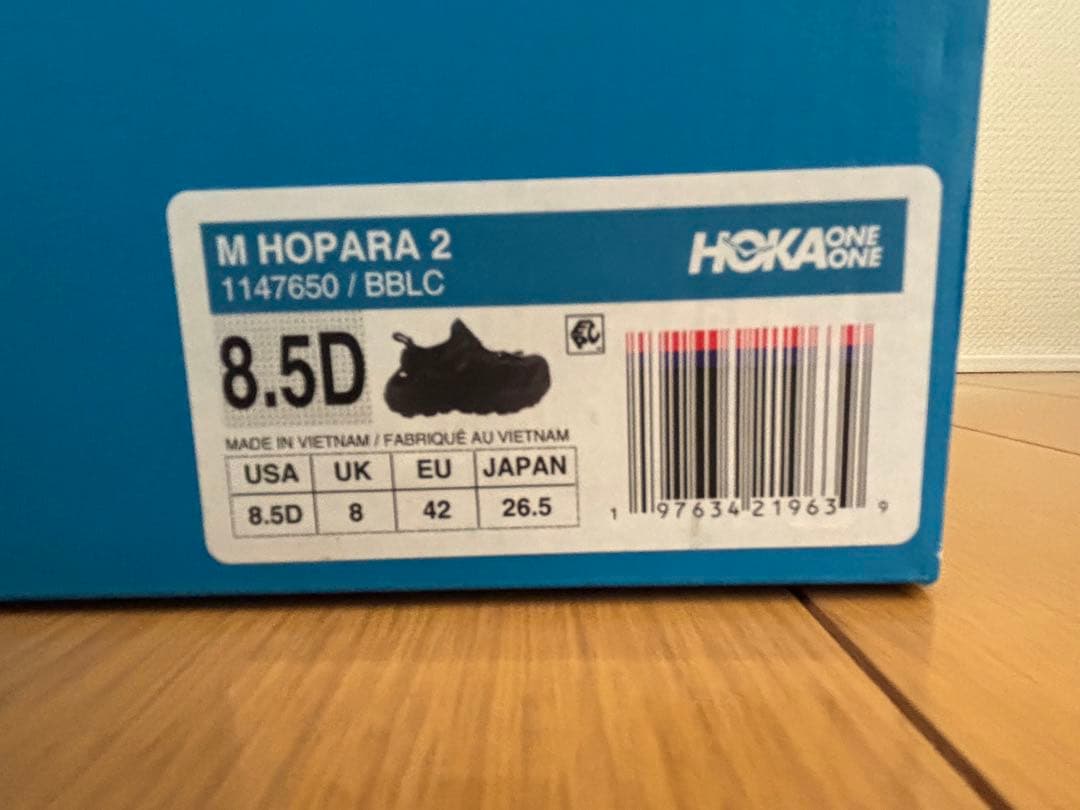 M HOPARA 2
1147650 / BBLC
HOKA ONE ONE
8.5D
MADE IN VIETNAM / FABRIQUÉ AU VIETNAM
USA UK EU JAPAN
8.5D 8 42 26.5
1 97634 21963 9